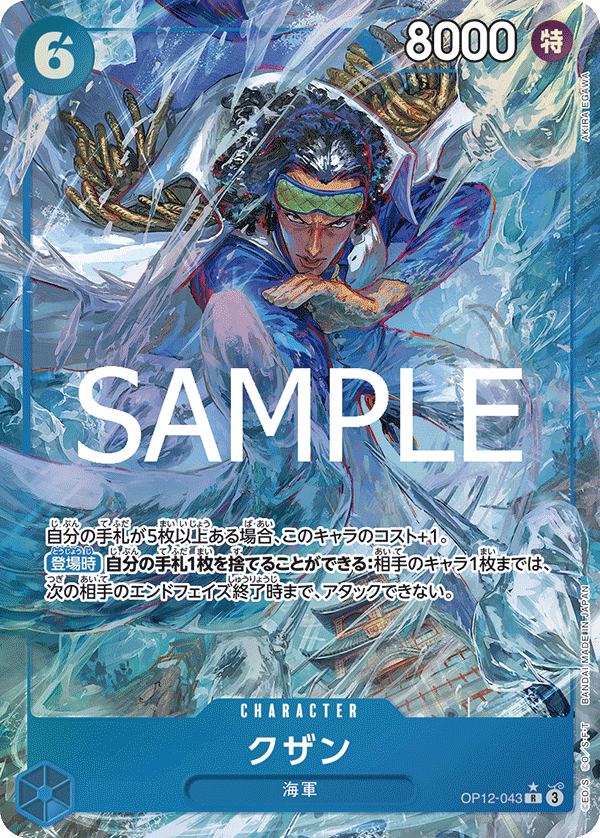 6
8000 特
AKIRA EGAWA
SAMPLE
自分の手札が5枚以上ある場合、このキャラのコスト+1。
登場時 自分の手札1枚を捨てることができる:相手のキャラ1枚までは、
次の相手のエンドフェイズ終了時まで、アタックできない。
CHARACTER
クザン
海軍
OP12-043 R 3
©EO/S ©O/S･F･T BANDAI MADE IN JAPAN